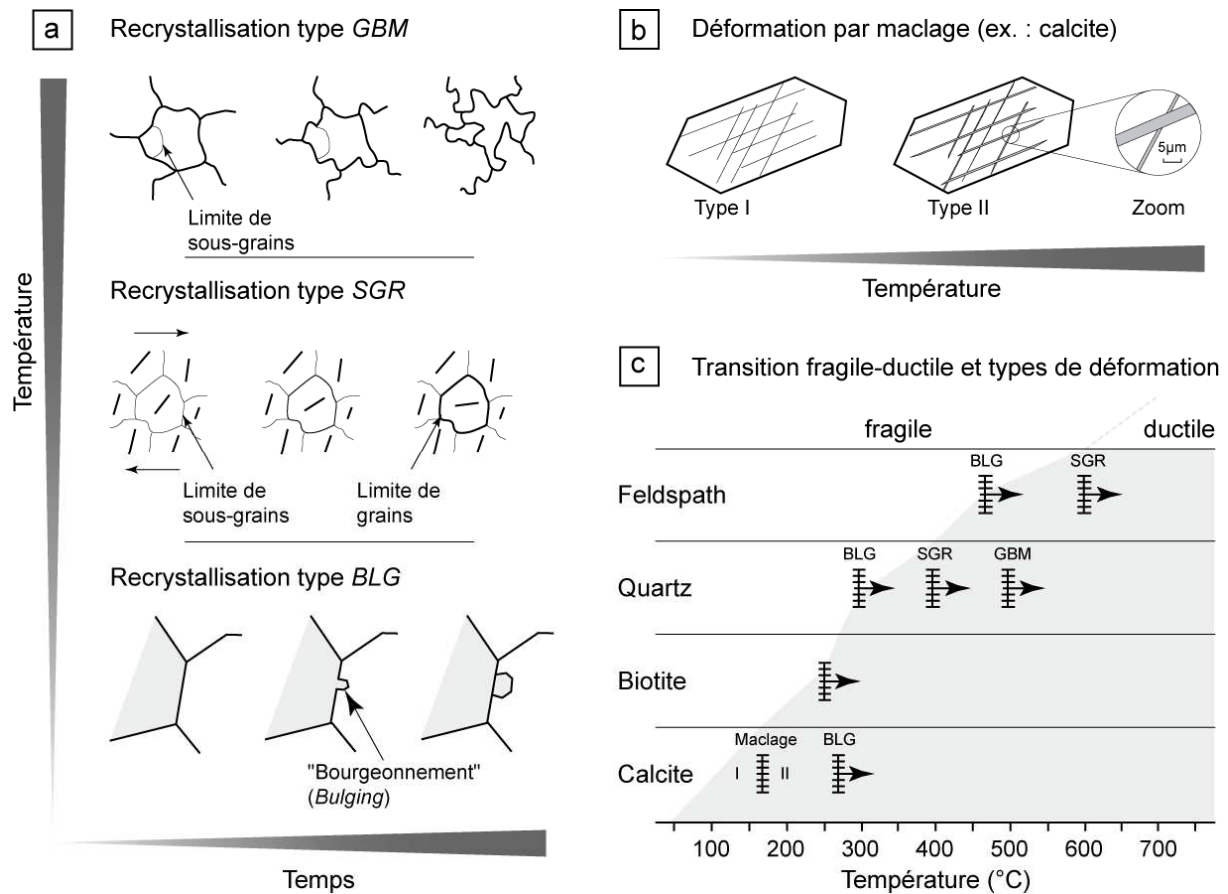 a
Recrystallisation type GBM
Limite de
sous-grains
Recrystallisation type SGR
Limite de
sous-grains
Limite de
grains
Recrystallisation type BLG
"Bourgeonnement"
(Bulging)
Température
Temps
b
Déformation par maclage (ex. : calcite)
5µm
Type I
Type II
Zoom
Température
c
Transition fragile-ductile et types de déformation
fragile
ductile
Feldspath
BLG
SGR
Quartz
BLG
SGR
GBM
Biotite
Calcite
Maclage
I
II
BLG
100 200 300 400 500 600 700
Température (°C)